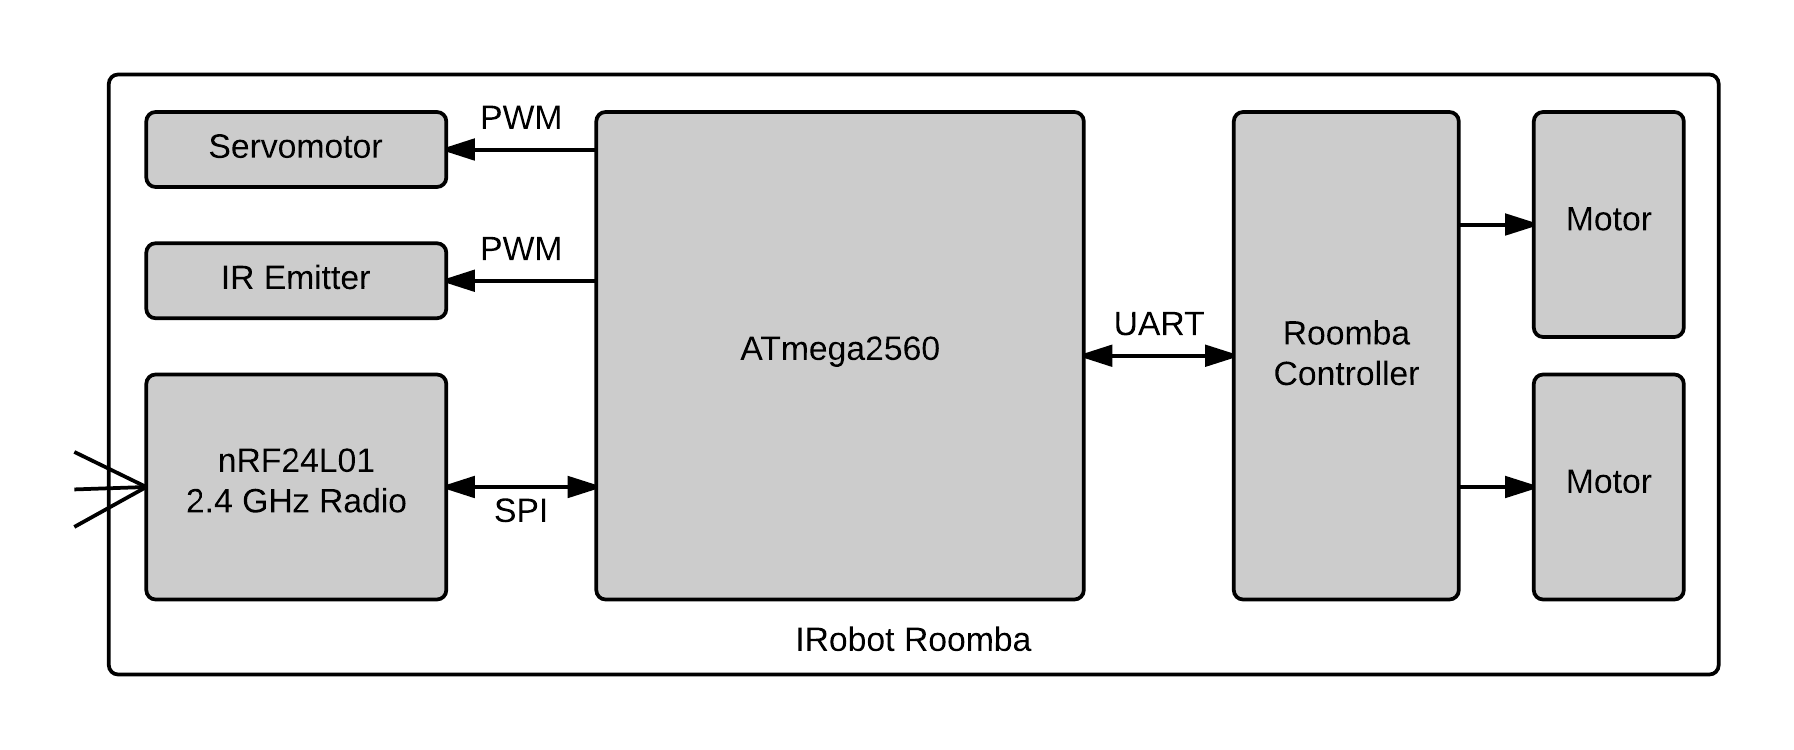 PWM
Servomotor
PWM
IR Emitter
nRF24L01
2.4 GHz Radio
SPI
ATmega2560
UART
Roomba
Controller
Motor
Motor
IRobot Roomba